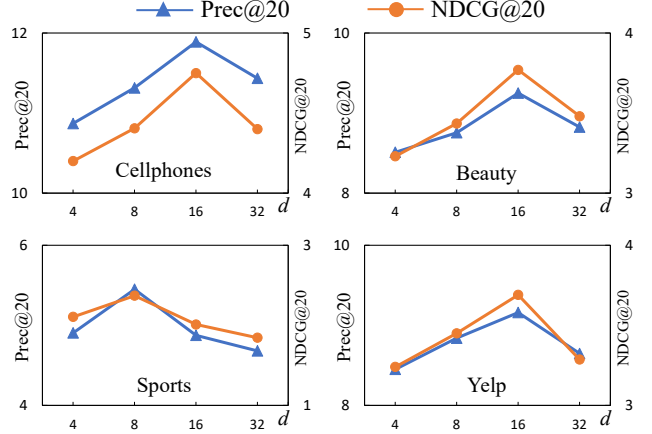 Prec@20 NDCG@20
12 5 10 4
Prec@20 NDCG@20 Prec@20 NDCG@20
Cellphones Beauty
10 4 8 3
4 8 16 32 d 4 8 16 32 d
6 3 10 4
Prec@20 NDCG@20 Prec@20 NDCG@20
Sports Yelp
4 1 8 3
4 8 16 32 d 4 8 16 32 d